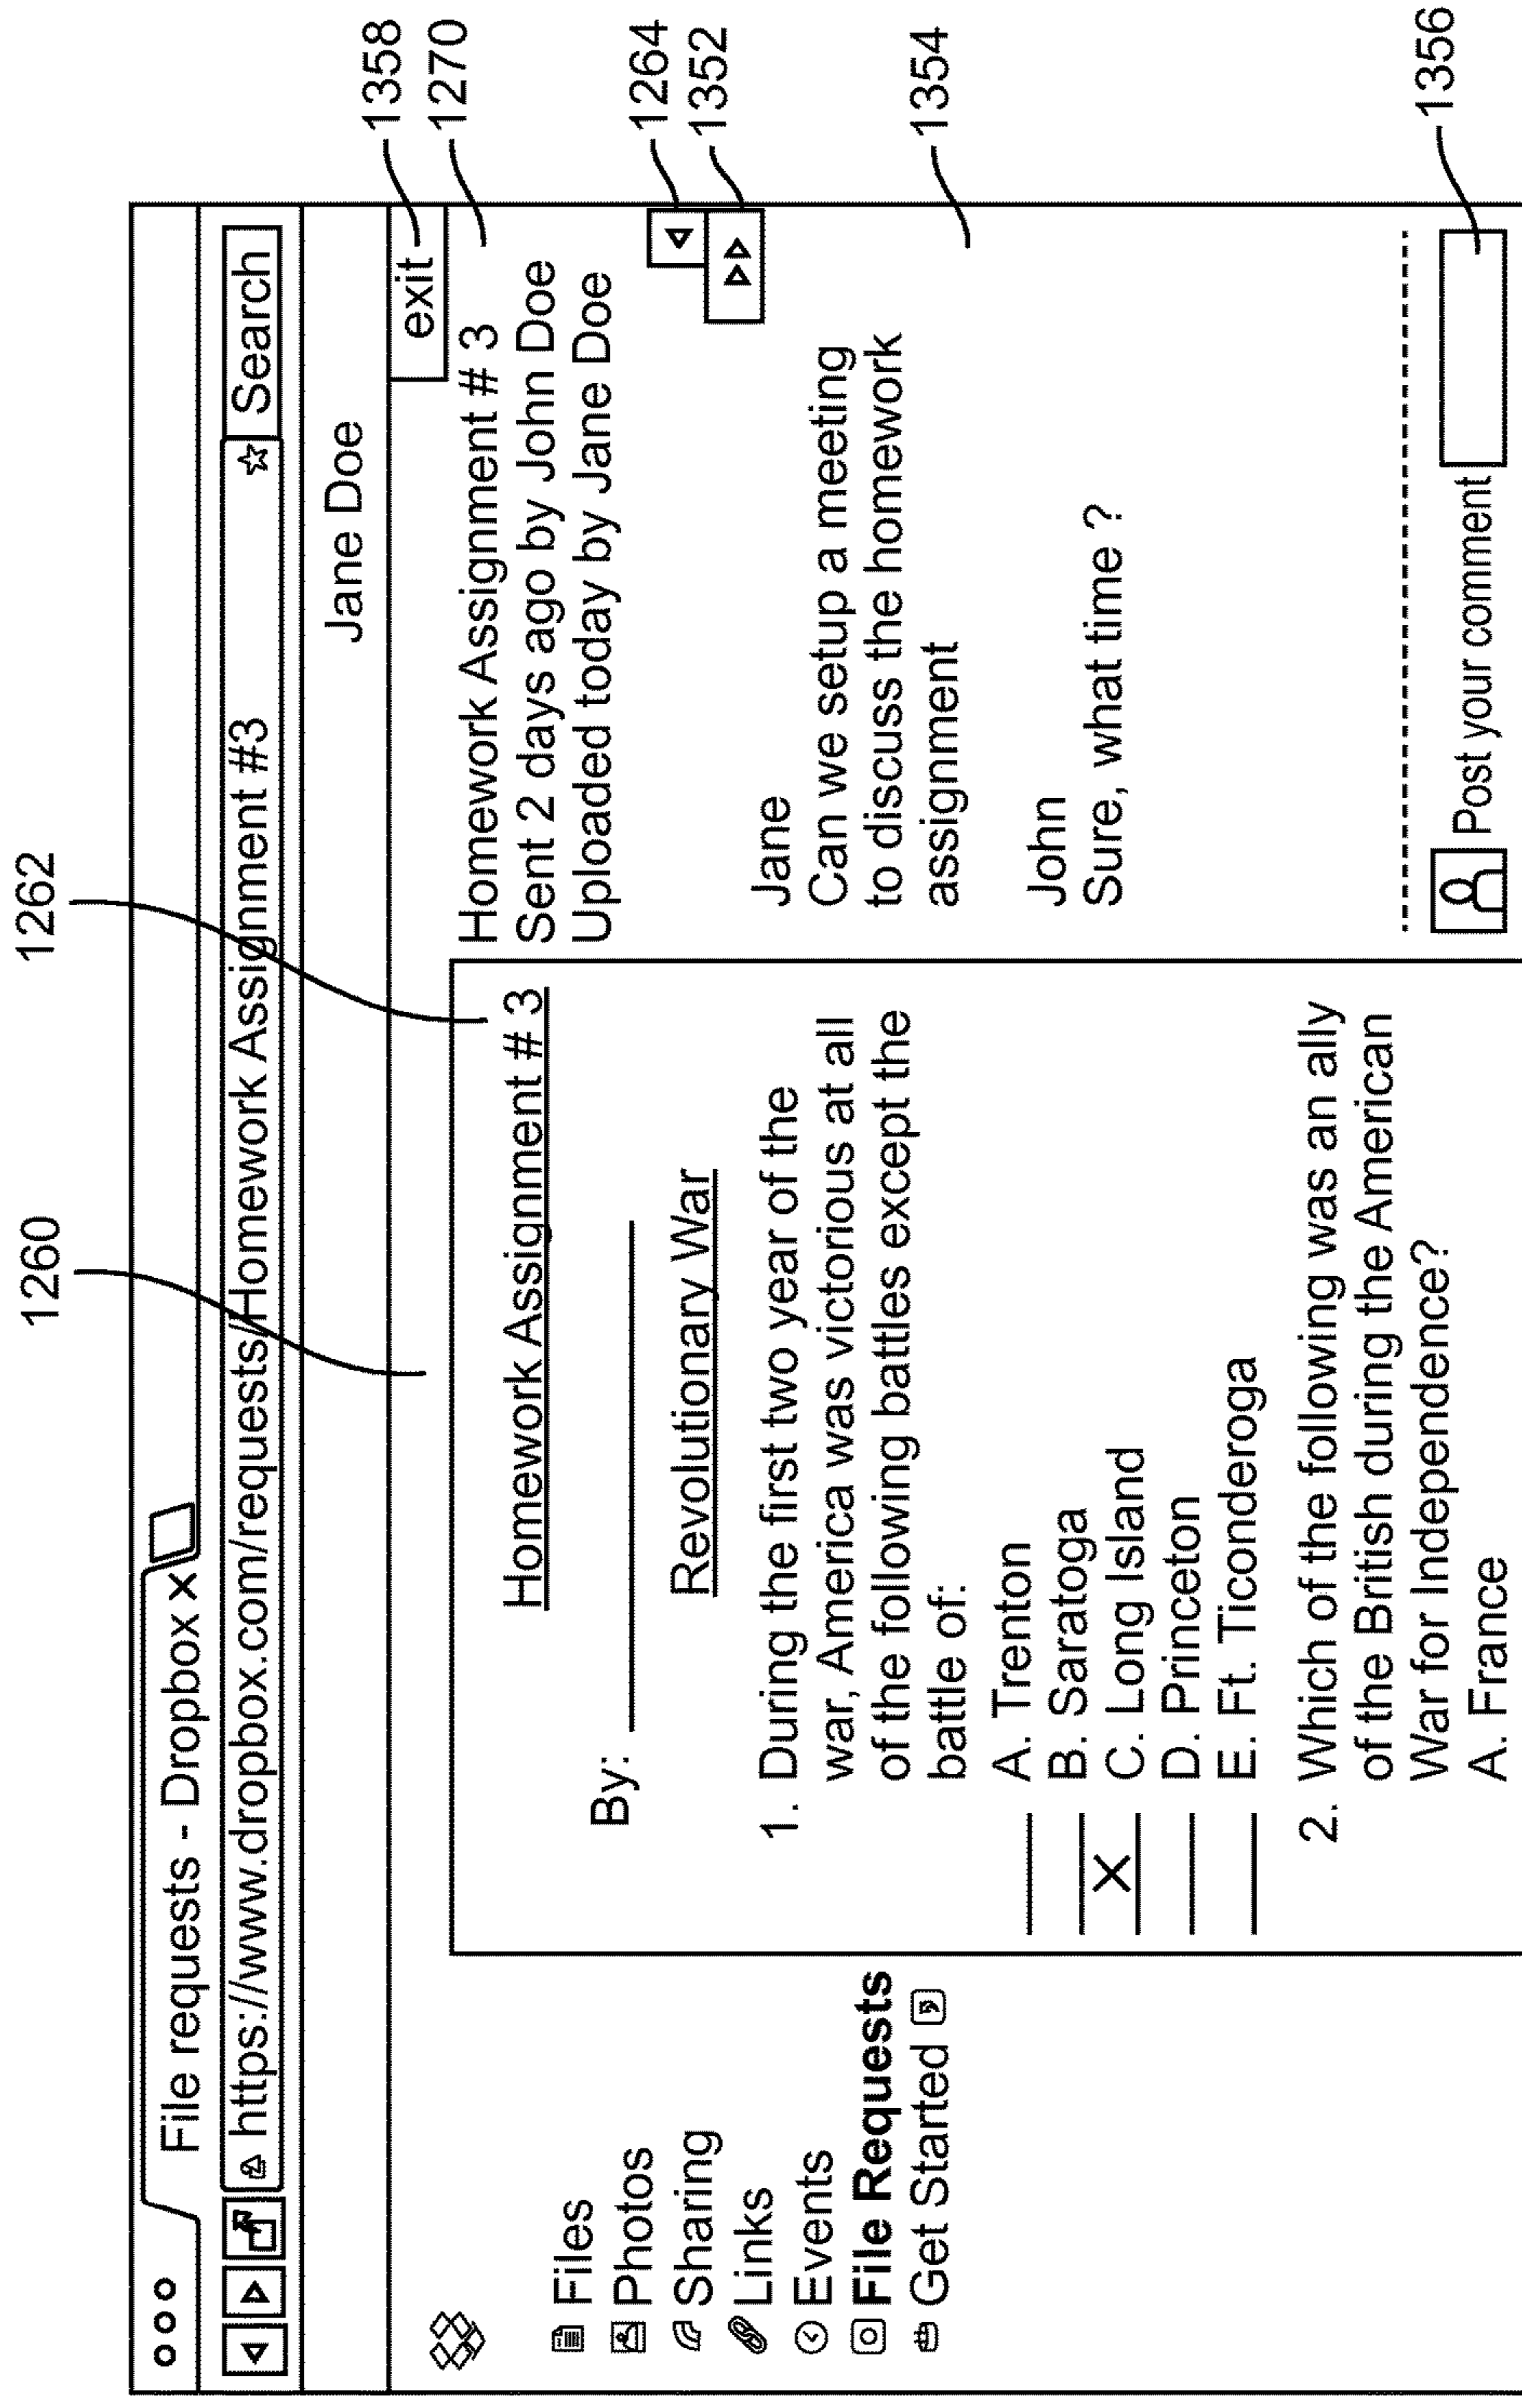 1260
1262
File requests - Dropbox X
https://www.dropbox.com/requests/Homework Assignment #3
Search
Jane Doe
exit
1358
1270
Files
Photos
Sharing
Links
Events
File Requests
Get Started
Homework Assignment # 3
By:
Revolutionary War
1. During the first two year of the
war, America was victorious at all
of the following battles except the
battle of:
A. Trenton
B. Saratoga
X C. Long Island
D. Princeton
E. Ft. Ticonderoga
2. Which of the following was an ally
of the British during the American
War for Independence?
A. France
Homework Assignment # 3
Sent 2 days ago by John Doe
Uploaded today by Jane Doe
1264
1352
Jane
Can we setup a meeting
to discuss the homework
assignment
1354
John
Sure, what time ?
Post your comment
1356